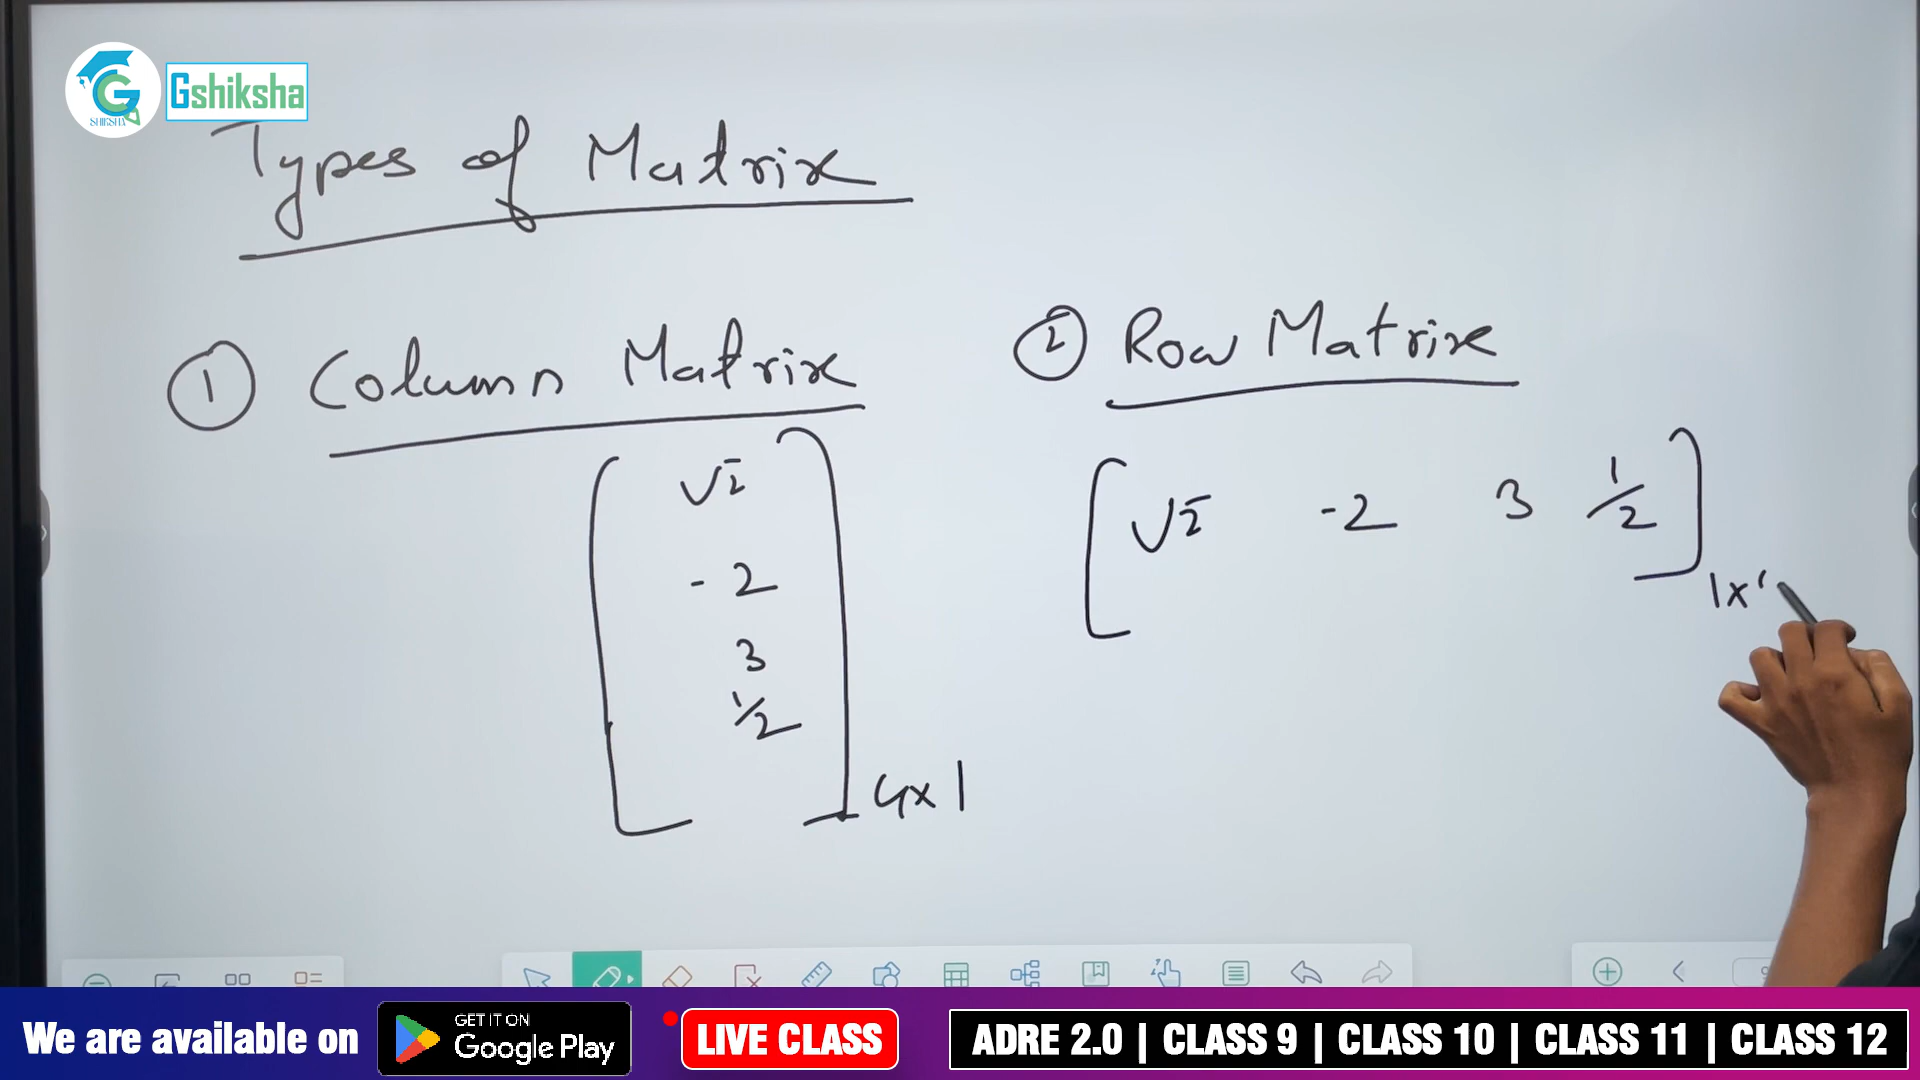 G
SHIKSHA
Gshiksha
Types of Matrix
① Column Matrix
√2
-2
3
1/2
4x1
② Row Matrix
√2 -2 3 1/2
1x
We are available on
GET IT ON
Google Play
LIVE CLASS
ADRE 2.0 | CLASS 9 | CLASS 10 | CLASS 11 | CLASS 12